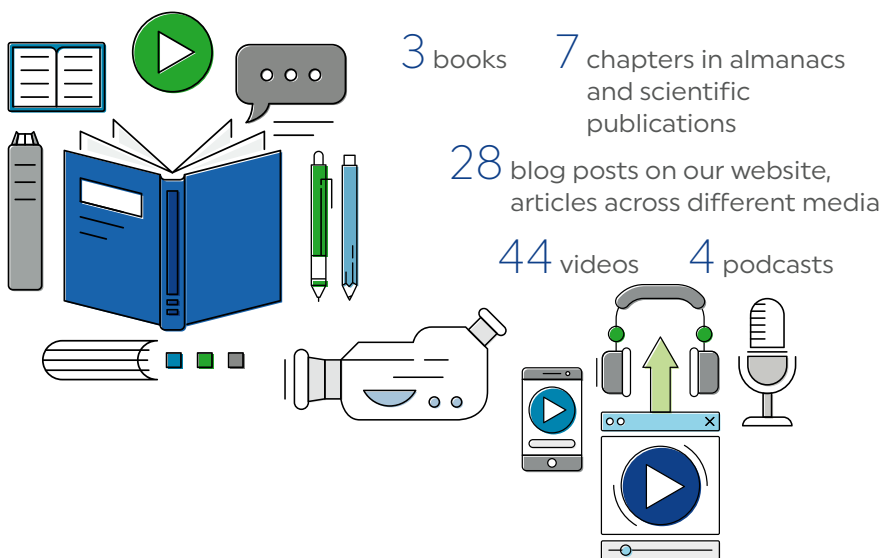 3 books
7 chapters in almanacs
and scientific
publications
28 blog posts on our website,
articles across different media
44 videos
4 podcasts